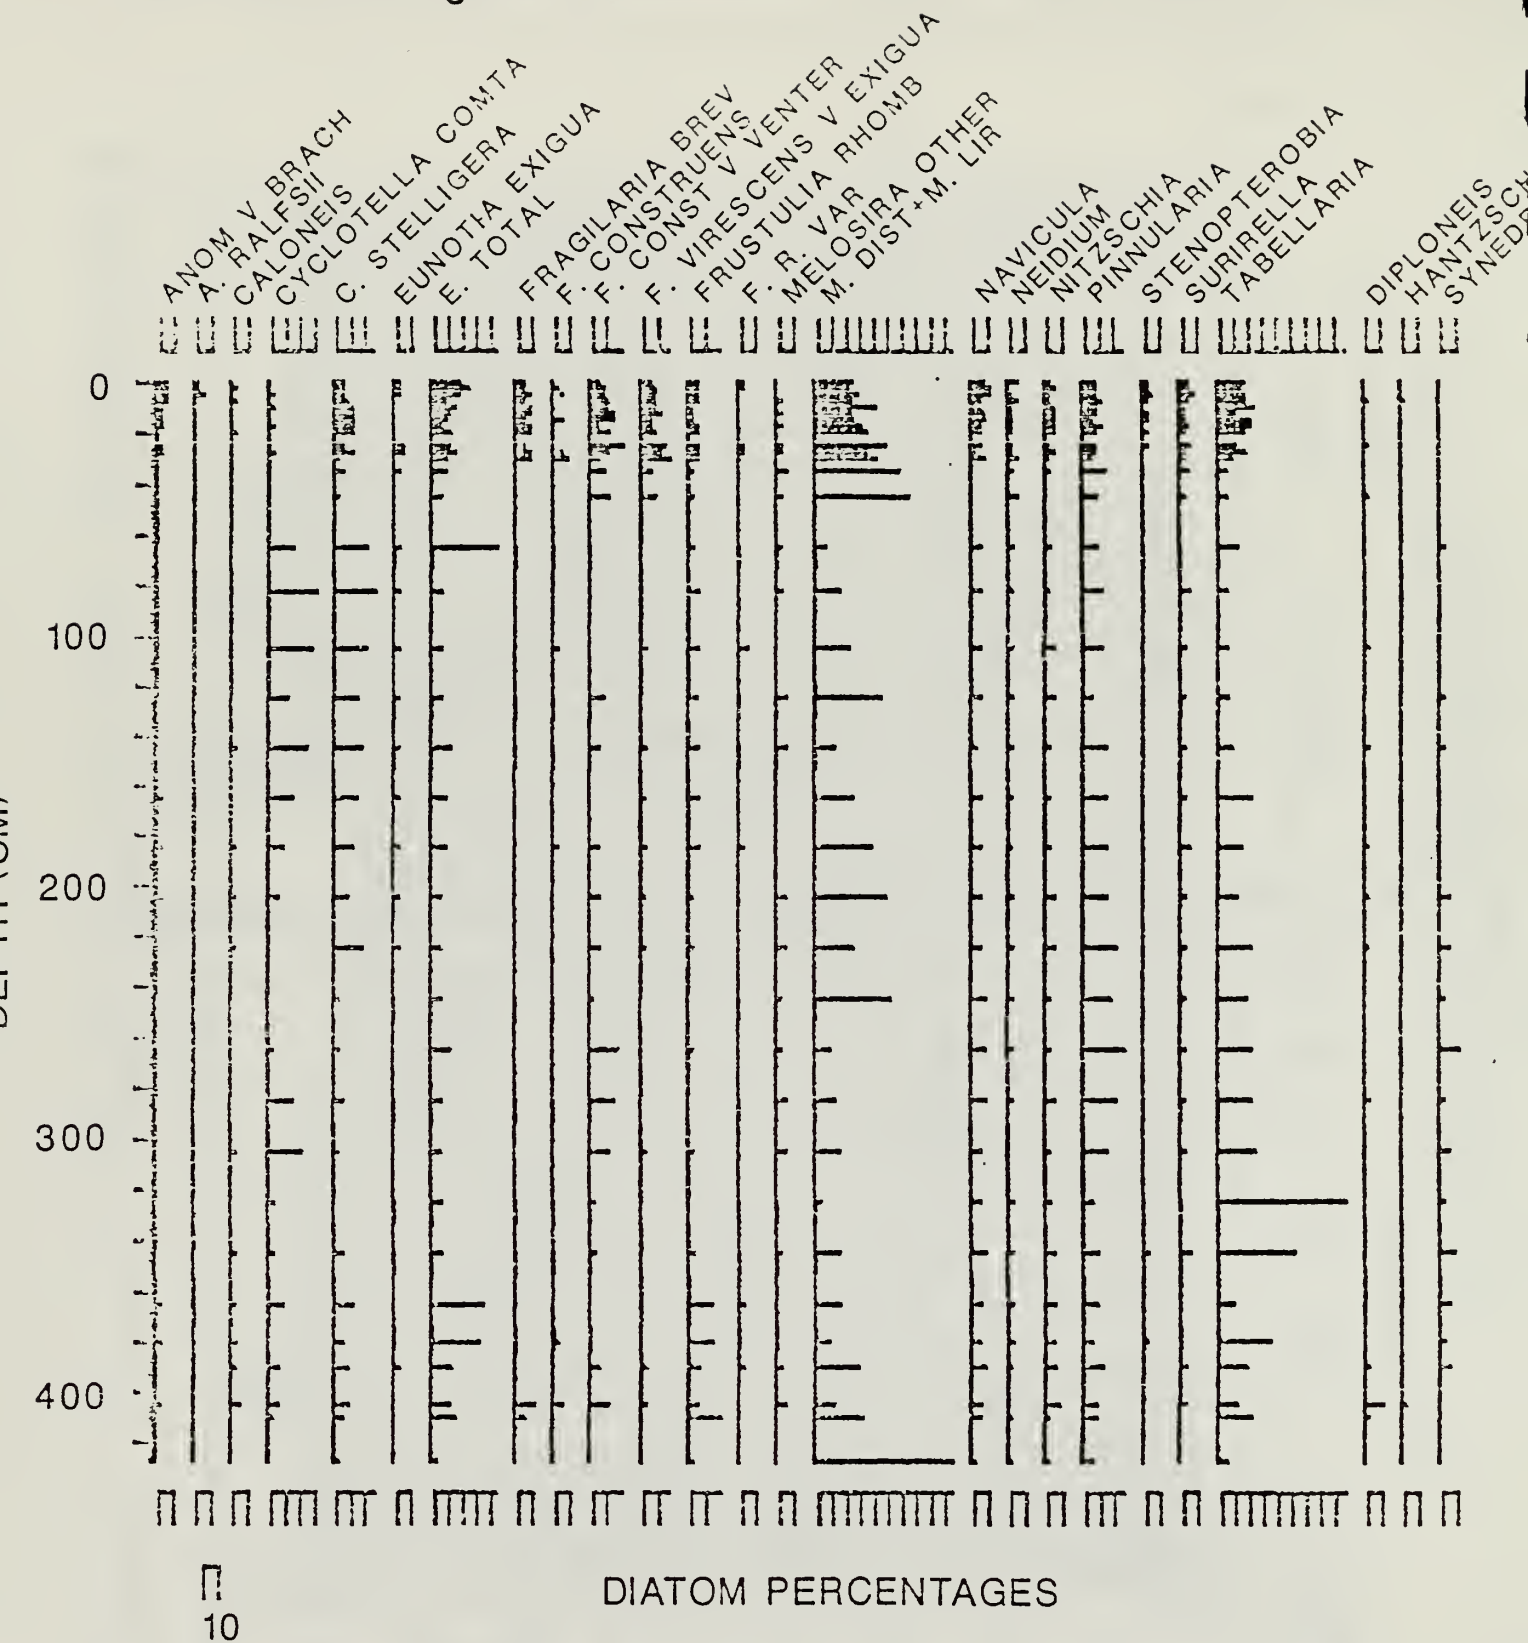 ANOM V BRACH
A. RALFSII
CALONEIS
CYCLOTELLA COMTA
C. STELLIGERA
EUNOTIA EXIGUA
E. TOTAL
FRAGILARIA BREV
F. CONSTRUENS
F. CONST V VENTER
F. VIRESCENS V EXIGUA
FRUSTULIA RHOMB
F. R. VAR
MELOSIRA OTHER
M. DIST+M. LIR
NAVICULA
NEIDIUM
NITZSCHIA
PINNULARIA
STENOPTEROBIA
SURIRELLA
TABELLARIA
DIPLONEIS
HANTZSCH
SYNED
0
100
200
300
400
10
DIATOM PERCENTAGES